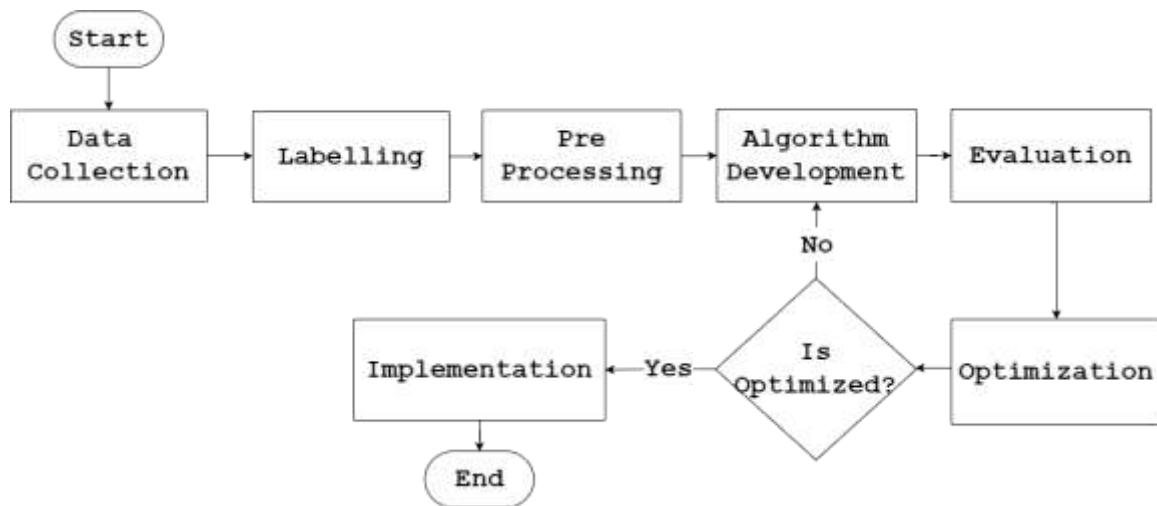 Start
Data
Collection
Labelling
Pre
Processing
Algorithm
Development
Evaluation
No
Implementation
Yes
Is
Optimized?
Optimization
End